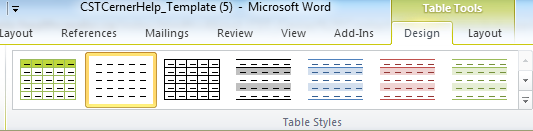 CSTCernerHelp_Template (5) - Microsoft Word
Table Tools
Layout References Mailings Review View Add-Ins Design Layout
Table Styles